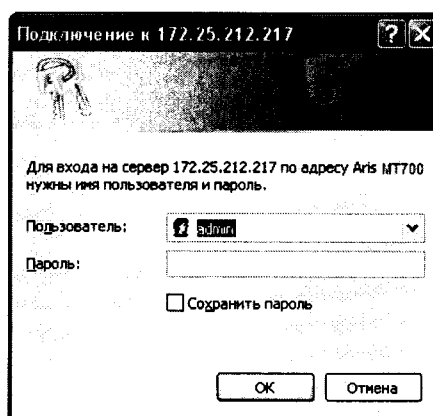 Подключение к 172.25.212.217
Для входа на сервер 172.25.212.217 по адресу Aris MT700
нужны имя пользователя и пароль.
Пользователь:
admin
Пароль:
Сохранить пароль
OK
Отмена